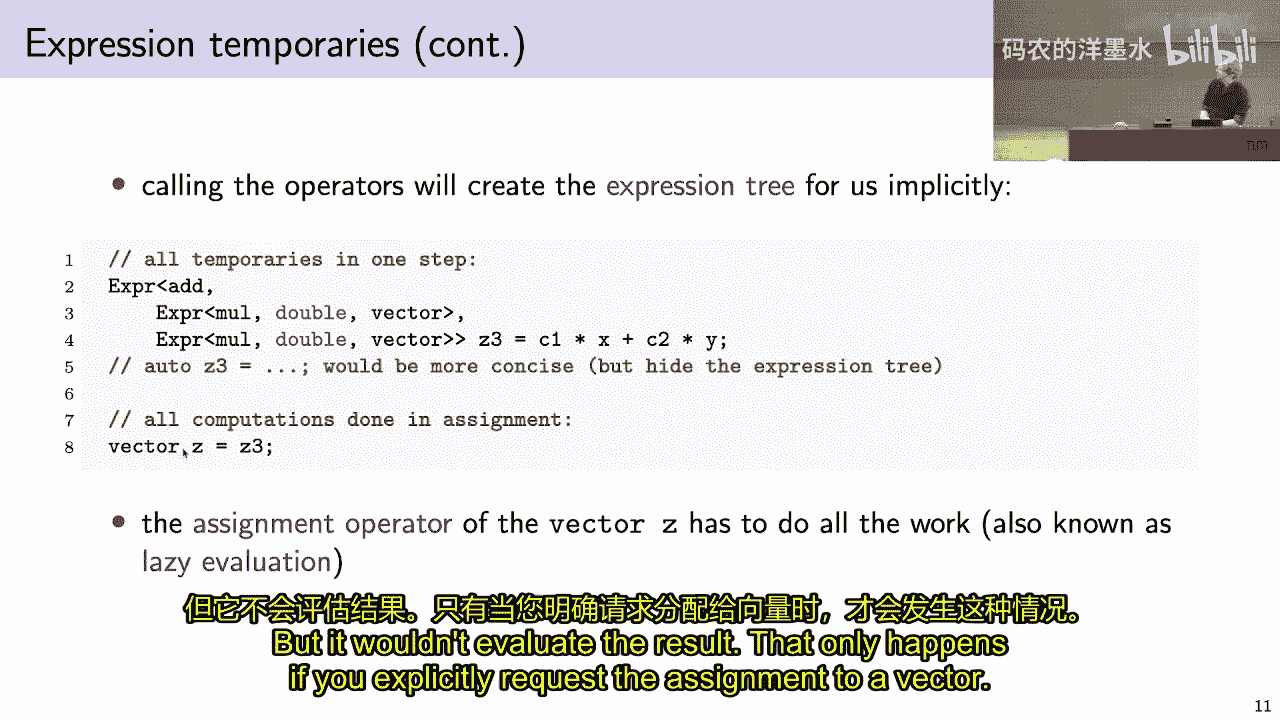 Expression temporaries (cont.)
码农的洋墨水 bilibili
• calling the operators will create the expression tree for us implicitly:
1 // all temporaries in one step:
2 Expr<add,
3 Expr<mul, double, vector>,
4 Expr<mul, double, vector>> z3 = c1 * x + c2 * y;
5 // auto z3 = ...; would be more concise (but hide the expression tree)
6
7 // all computations done in assignment:
8 vector z = z3;
• the assignment operator of the vector z has to do all the work (also known as
lazy evaluation)
但它不会评估结果。只有当您明确请求分配给向量时，才会发生这种情况。
But it wouldn't evaluate the result. That only happens
if you explicitly request the assignment to a vector.
11